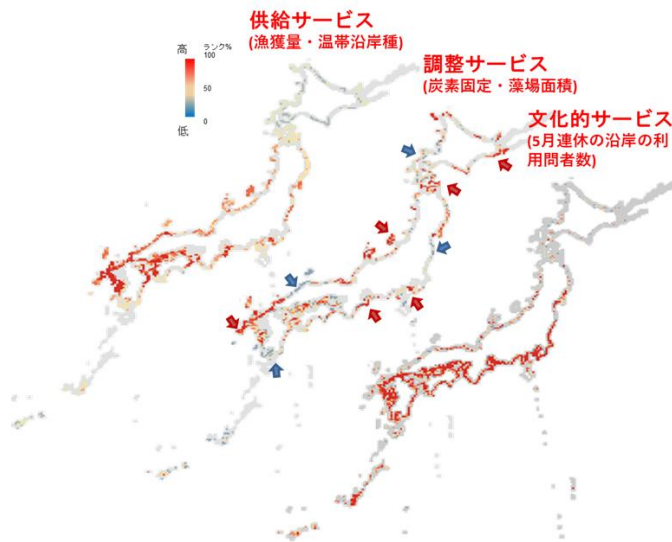 供給サービス
(漁獲量・温帯沿岸種)
高
ランク%
100
50
0
低
調整サービス
(炭素固定・藻場面積)
文化的サービス
(5月連休の沿岸の利
用問者数)